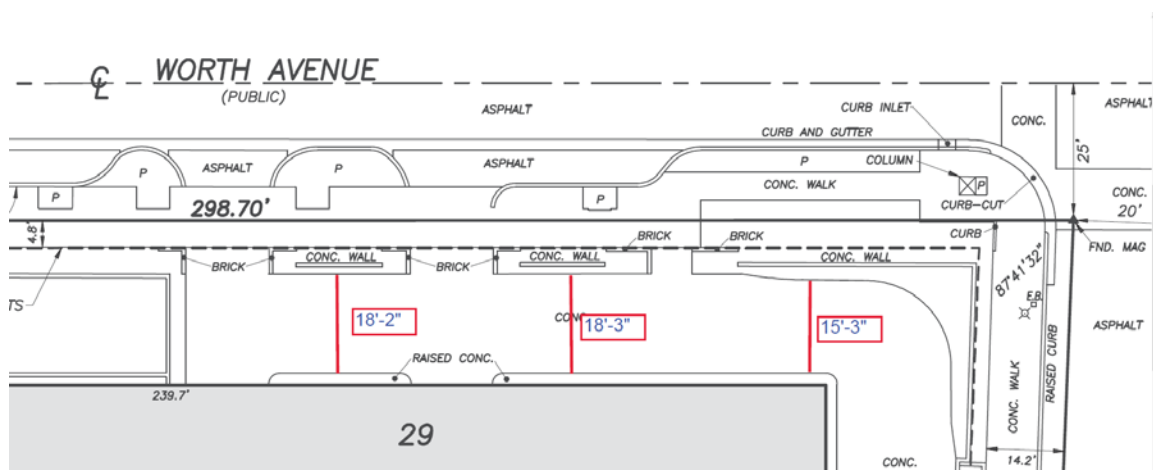 ℄ WORTH AVENUE
(PUBLIC)
ASPHALT
CURB INLET
ASPHALT
CONC.
CURB AND GUTTER
25'
P
ASPHALT
P
ASPHALT
P
COLUMN
CONC. WALK
P
CONC.
P
P
CURB-CUT
20'
298.70'
4.8'
BRICK
BRICK
CURB
FND. MAG
BRICK
CONC. WALL
BRICK
CONC. WALL
CONC. WALL
87°41'32"
TS
E.B.
18'-2"
CONC.
18'-3"
15'-3"
ASPHALT
RAISED CONC.
RAISED CURB
CONC. WALK
239.7'
29
CONC.
14.2'